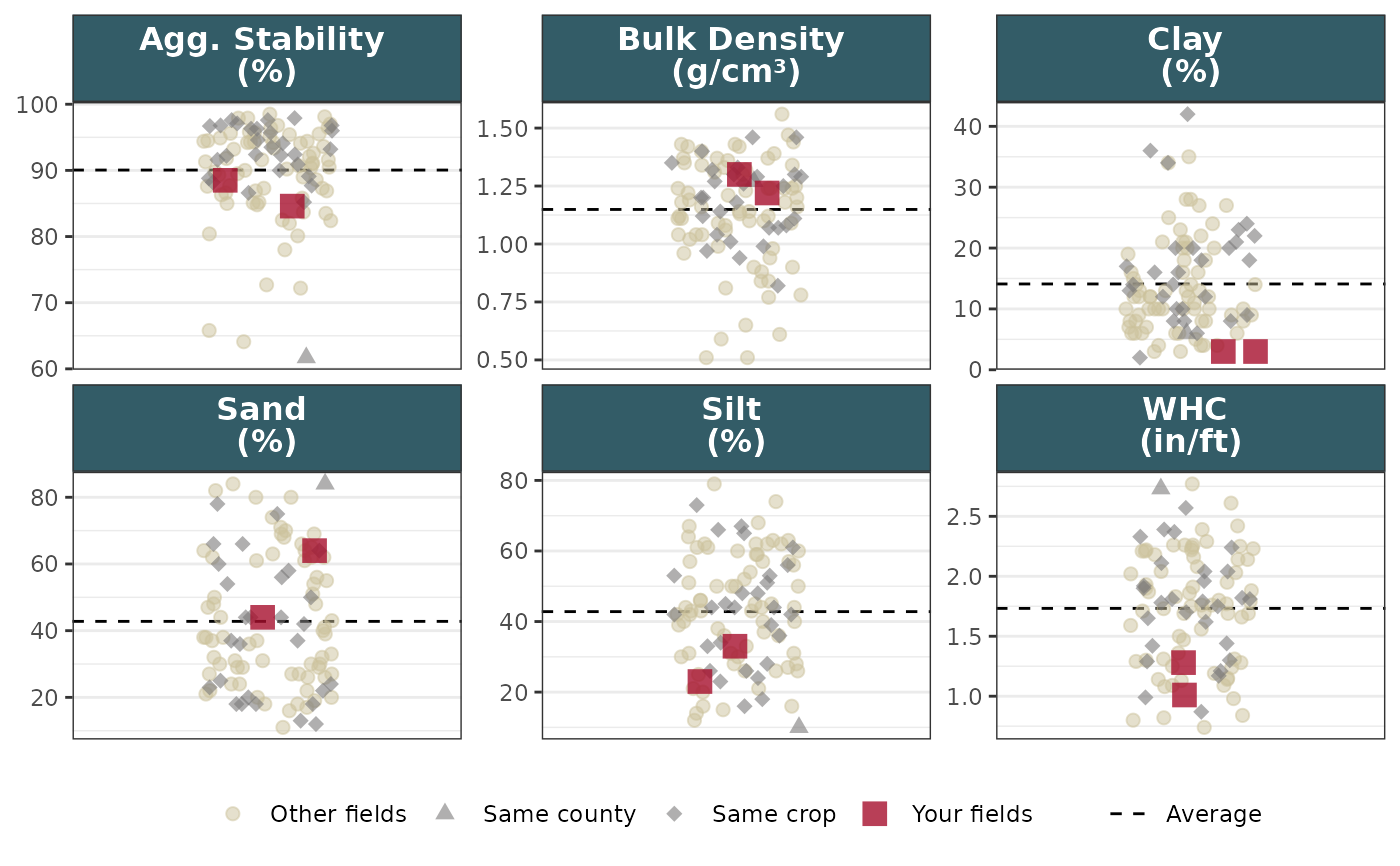 Agg. Stability
(%)
Bulk Density
(g/cm³)
Clay
(%)
100
90
80
70
60
1.50
1.25
1.00
0.75
0.50
40
30
20
10
0
Sand
(%)
Silt
(%)
WHC
(in/ft)
80
60
40
20
80
60
40
20
2.5
2.0
1.5
1.0
Other fields
Same county
Same crop
Your fields
Average